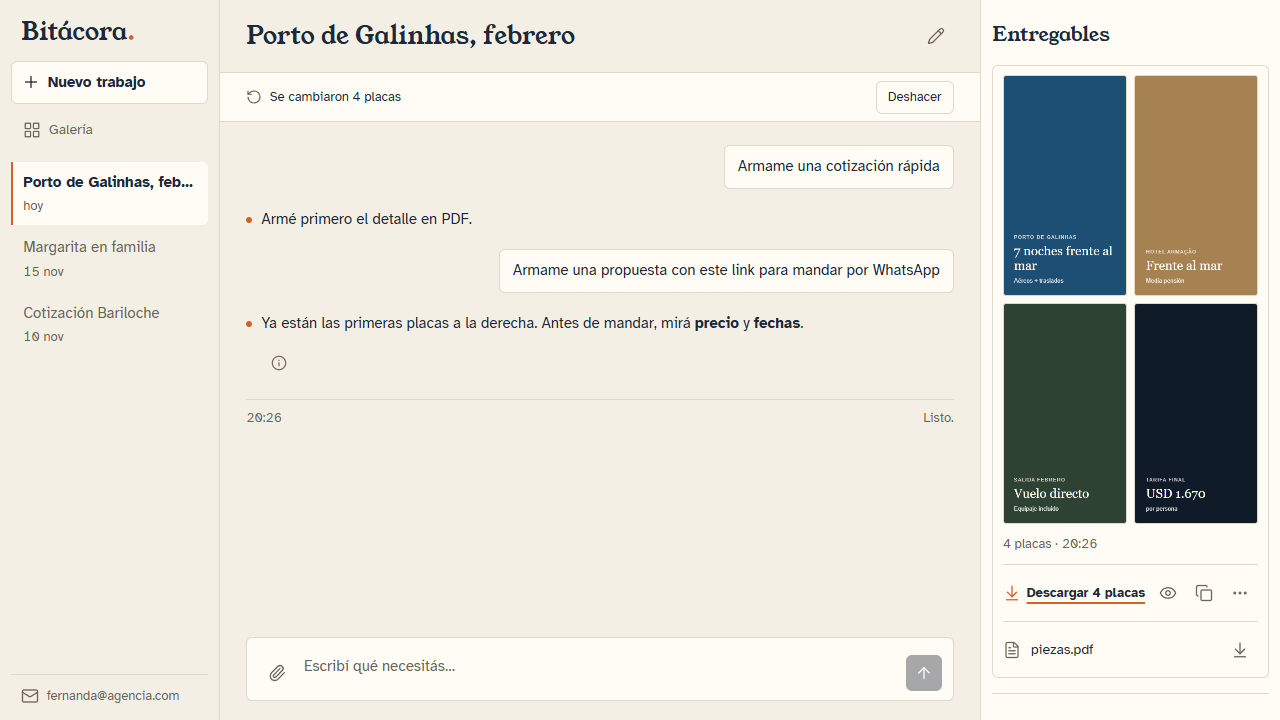 Bitácora.
Nuevo trabajo
Galería
Porto de Galinhas, feb...
hoy
Margarita en familia
15 nov
Cotización Bariloche
10 nov
fernanda@agencia.com
Porto de Galinhas, febrero
Se cambiaron 4 placas
Deshacer
Armame una cotización rápida
Armé primero el detalle en PDF.
Armame una propuesta con este link para mandar por WhatsApp
Ya están las primeras placas a la derecha. Antes de mandar, mirá precio y fechas.
20:26
Listo.
Escribí qué necesitás...
Entregables
PORTO DE GALINHAS
7 noches frente al
mar
Aéreos + traslados
HOTEL ARMAÇÃO
Frente al mar
Media pensión
SALIDA FEBRERO
Vuelo directo
Equipaje incluido
TARIFA FINAL
USD 1.670
por persona
4 placas · 20:26
Descargar 4 placas
piezas.pdf